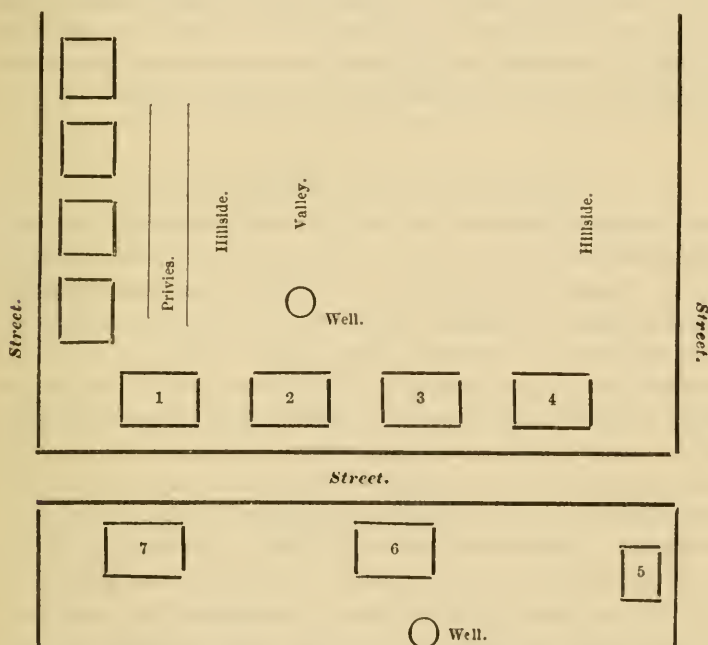 Hillside.
Valley.
Hillside.
Privies.
Well.
Street.
Street.
1
2
3
4
Street.
7
6
5
Well.